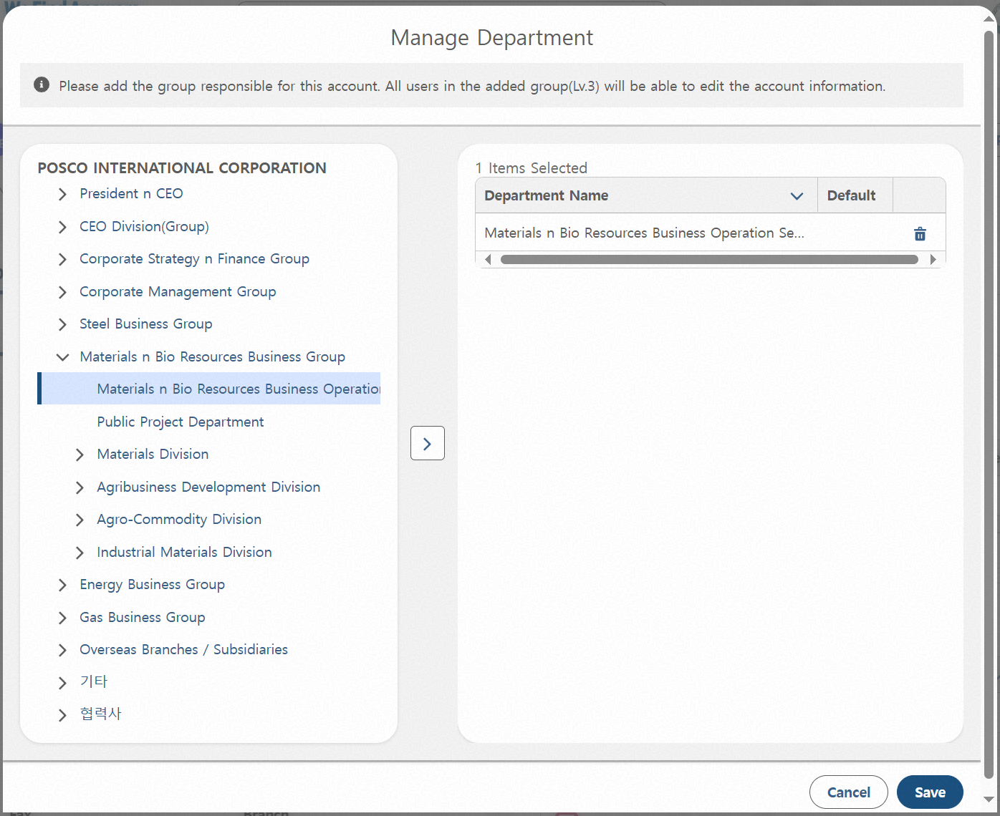 Manage Department
Please add the group responsible for this account. All users in the added group(Lv.3) will be able to edit the account information.
POSCO INTERNATIONAL CORPORATION
President n CEO
CEO Division(Group)
Corporate Strategy n Finance Group
Corporate Management Group
Steel Business Group
Materials n Bio Resources Business Group
Materials n Bio Resources Business Operation
Public Project Department
Materials Division
Agribusiness Development Division
Agro-Commodity Division
Industrial Materials Division
Energy Business Group
Gas Business Group
Overseas Branches / Subsidiaries
기타
협력사
1 Items Selected
Department Name
Default
Materials n Bio Resources Business Operation Se...
Cancel
Save